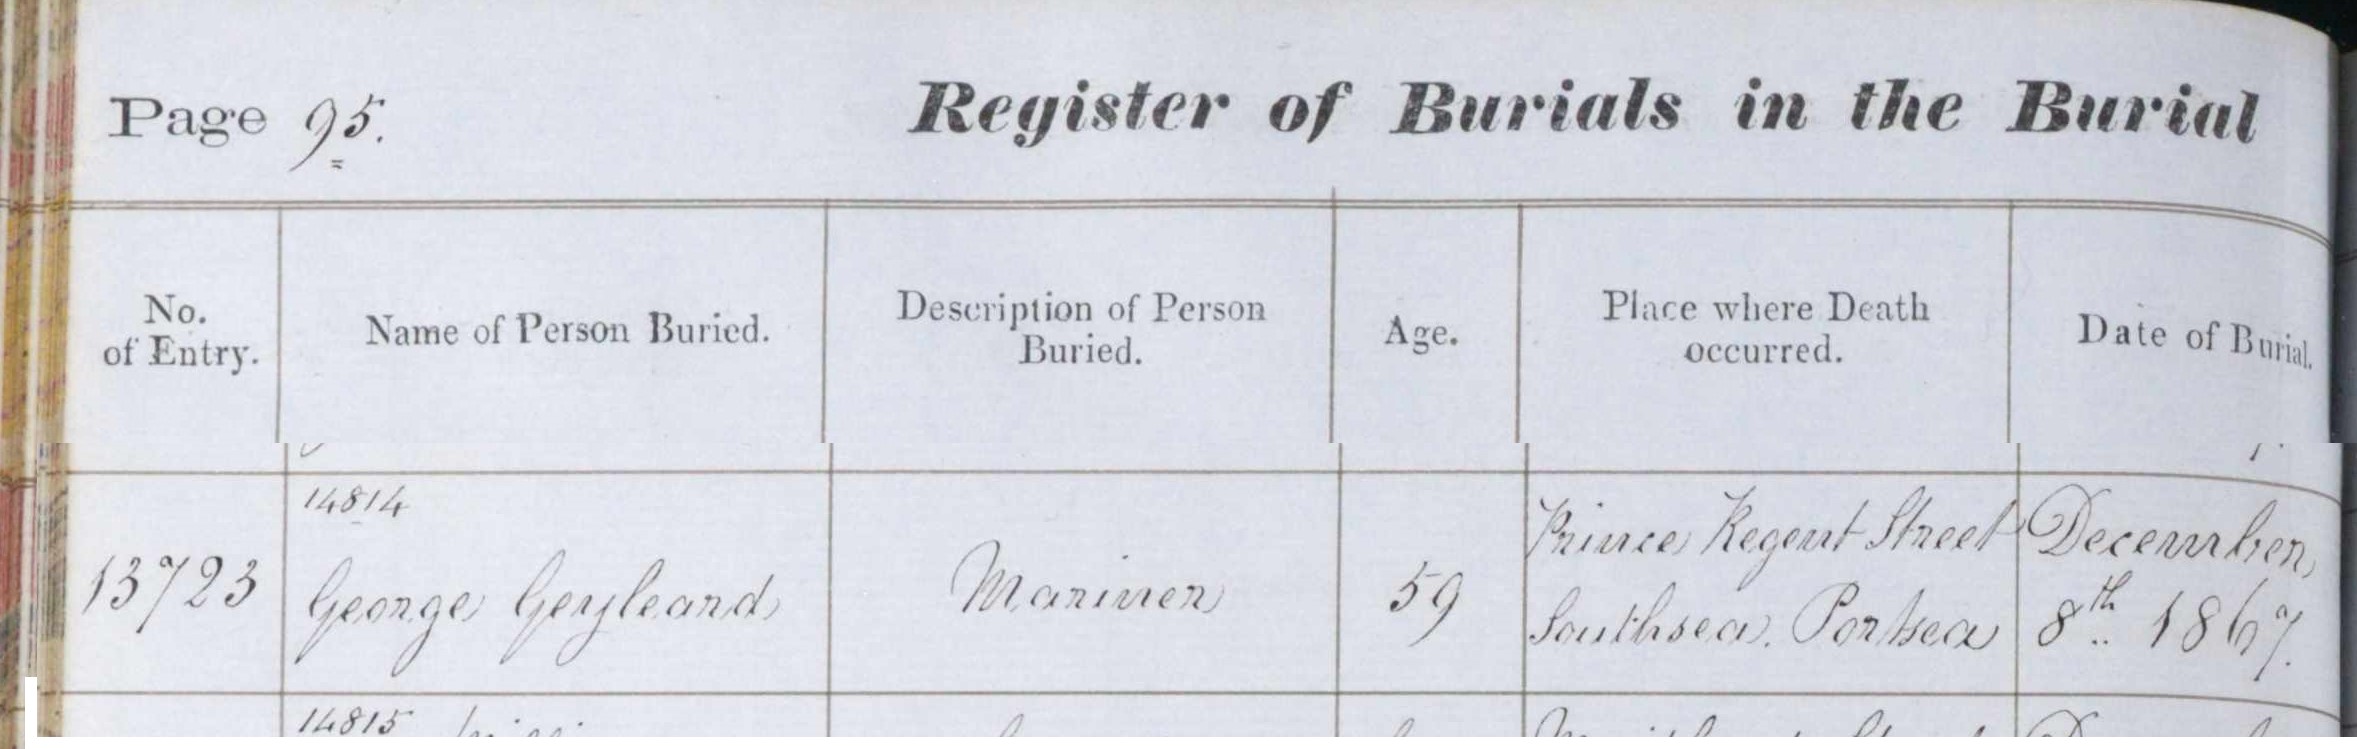 Page 95.
Register of Burials in the Burial
No.
of Entry.
Name of Person Buried.
Description of Person
Buried.
Age.
Place where Death
occurred.
Date of Burial.
13723
14814
George Geryleard
Mariner
59
Prince Regent Street
Southsea. Portsea
December
8th 1867.
14815